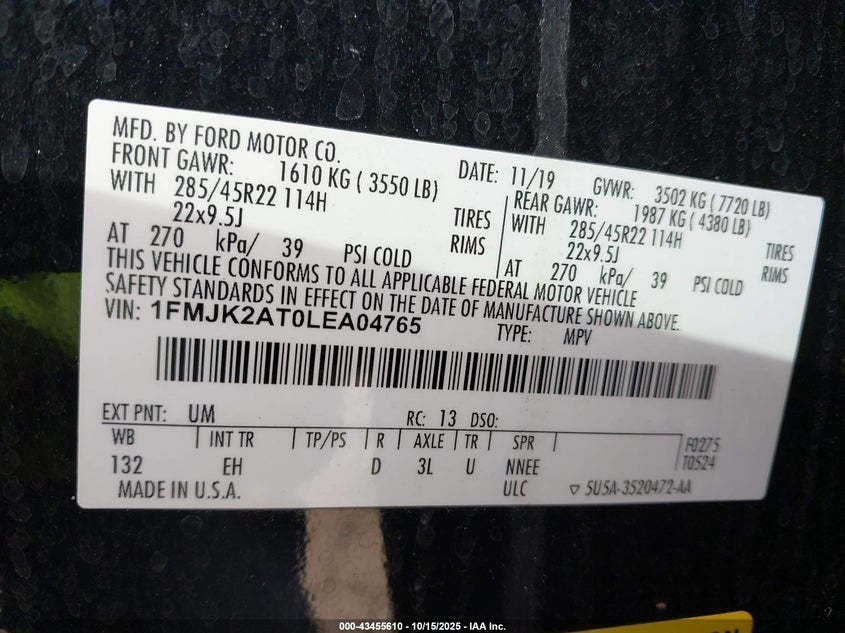 MFD. BY FORD MOTOR CO.
DATE: 11/19 GVWR: 3502 KG ( 7720 LB)
FRONT GAWR: 1610 KG ( 3550 LB)
WITH 285/45R22 114H TIRES
22x9.5J RIMS
AT 270 kPa/ 39 PSI COLD
REAR GAWR: 1987 KG ( 4380 LB)
WITH 285/45R22 114H TIRES
22x9.5J RIMS
AT 270 kPa/ 39 PSI COLD
THIS VEHICLE CONFORMS TO ALL APPLICABLE FEDERAL MOTOR VEHICLE
SAFETY STANDARDS IN EFFECT ON THE DATE OF MANUFACTURE SHOWN ABOVE.
VIN: 1FMJK2AT0LEA04765 TYPE: MPV
EXT PNT: UM RC: 13 DSO:
WB INT TR TP/PS R AXLE TR SPR F0275
132 EH D 3L U NNEE T0524
MADE IN U.S.A. ULC ▽ 5U5A-3520472-AA
000-43455610 - 10/15/2025 - IAA Inc.